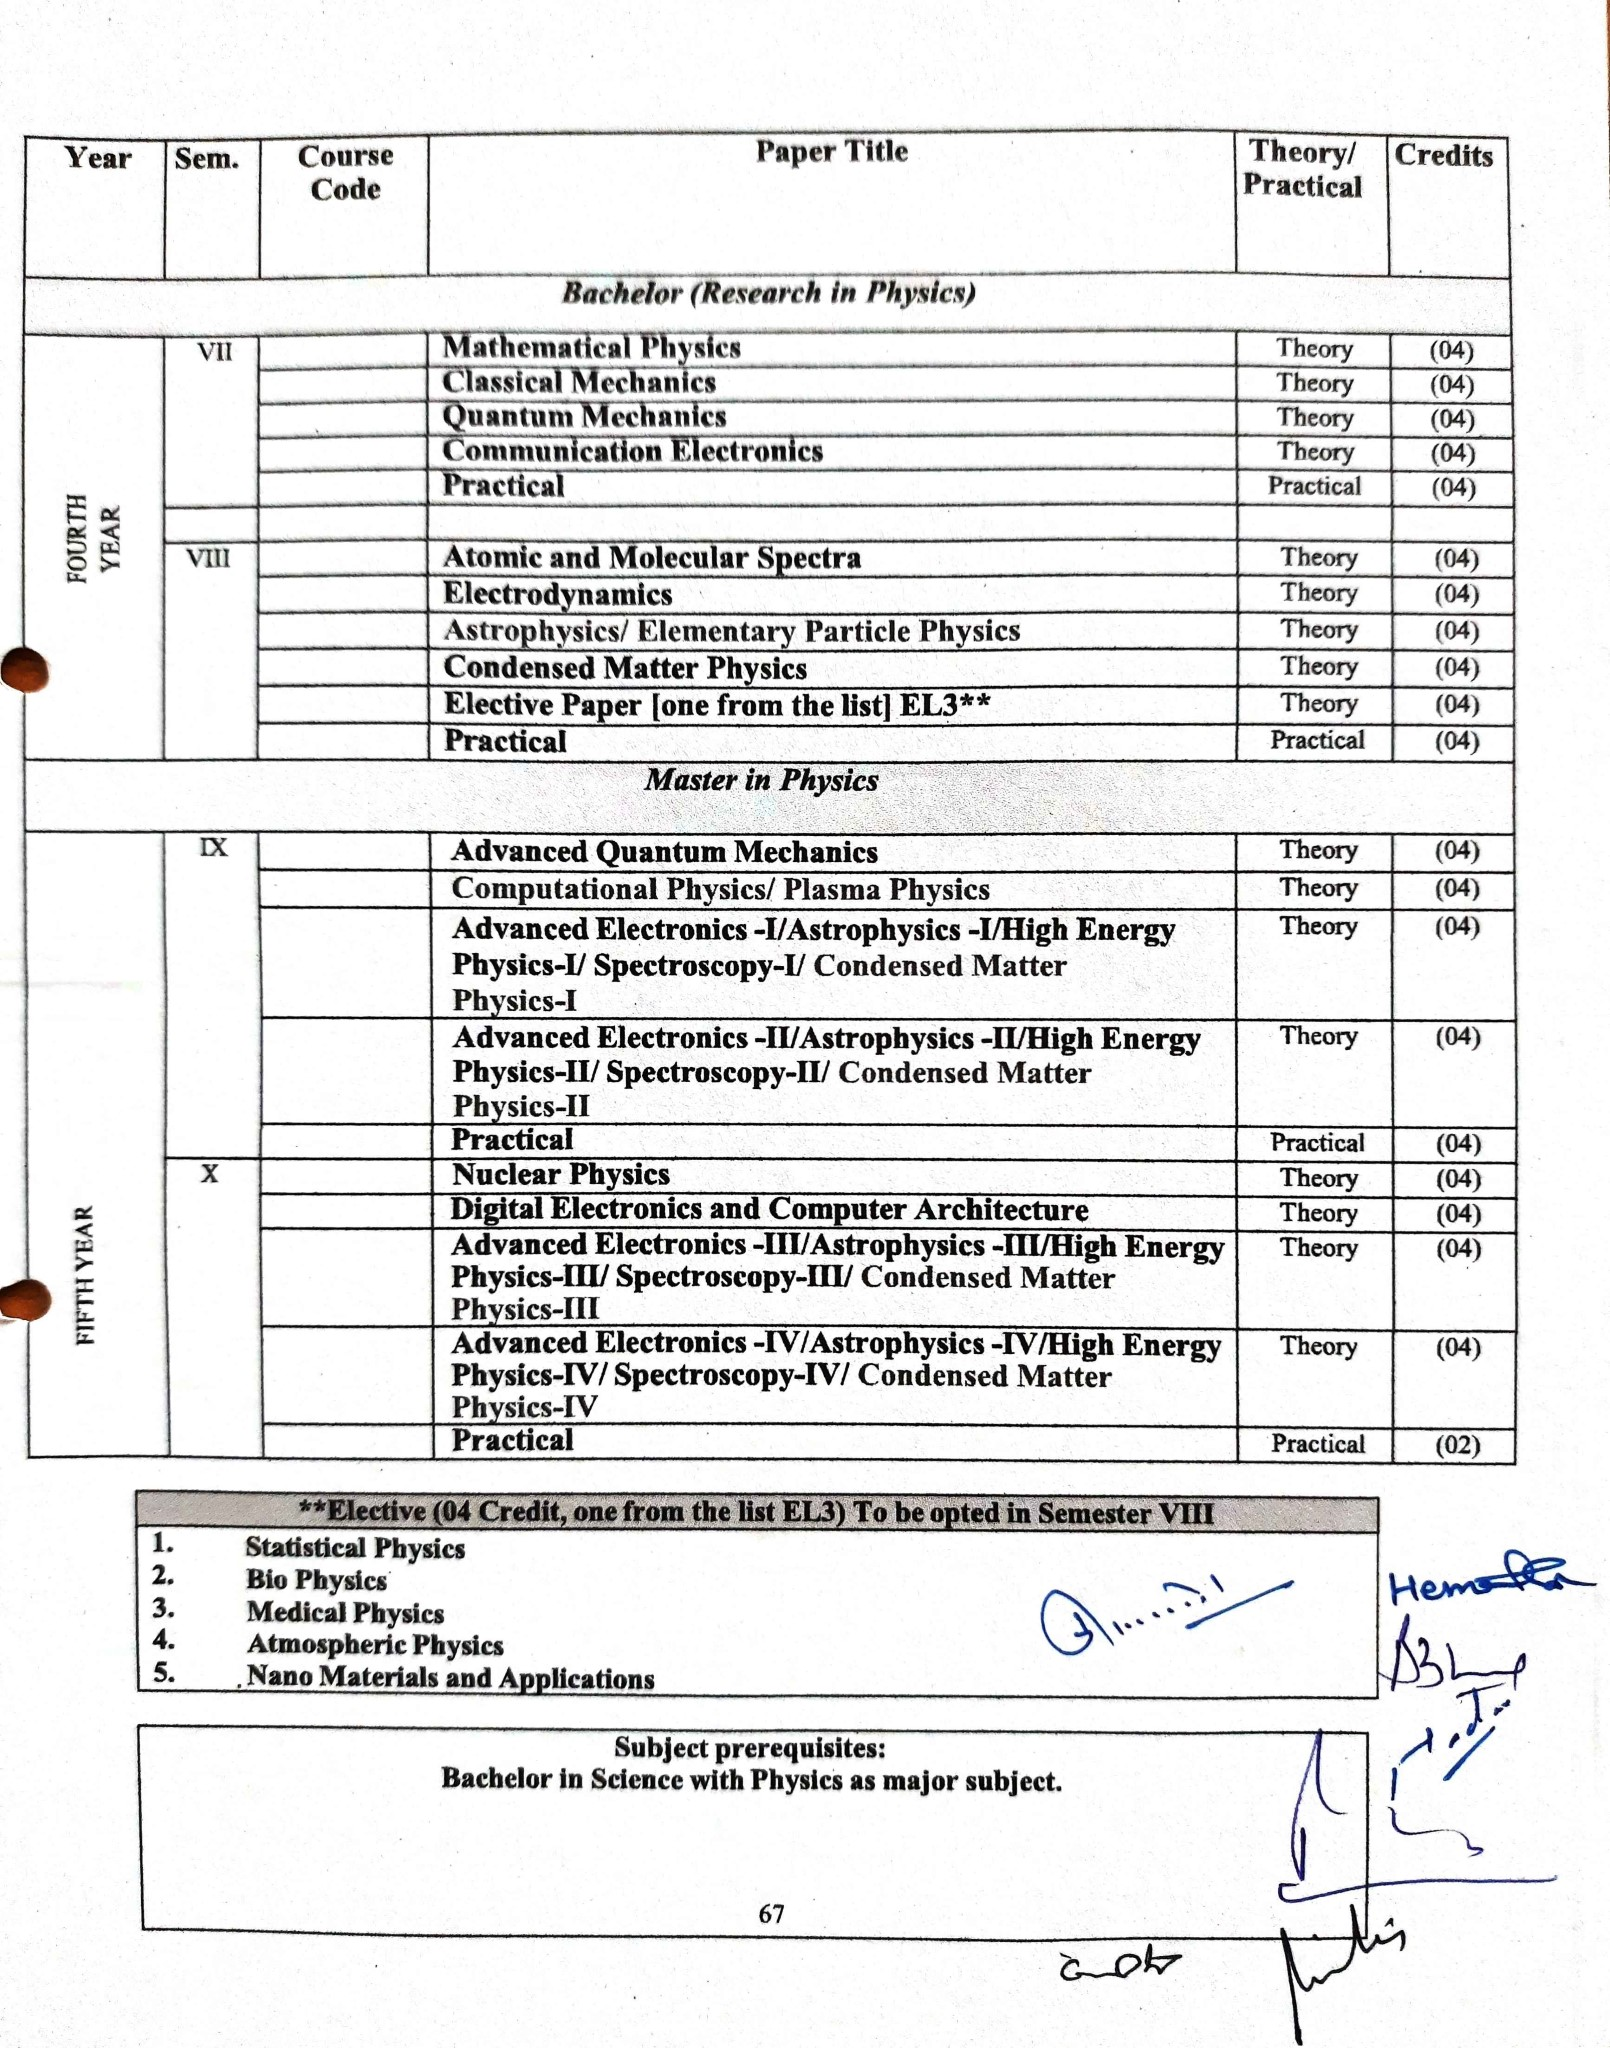 Year Sem. Course Code Paper Title Theory/ Practical Credits
Bachelor (Research in Physics)
FOURTH YEAR
VII Mathematical Physics Theory (04)
Classical Mechanics Theory (04)
Quantum Mechanics Theory (04)
Communication Electronics Theory (04)
Practical Practical (04)
VIII Atomic and Molecular Spectra Theory (04)
Electrodynamics Theory (04)
Astrophysics/ Elementary Particle Physics Theory (04)
Condensed Matter Physics Theory (04)
Elective Paper [one from the list] EL3** Theory (04)
Practical Practical (04)
Master in Physics
FIFTH YEAR
IX Advanced Quantum Mechanics Theory (04)
Computational Physics/ Plasma Physics Theory (04)
Advanced Electronics -I/Astrophysics -I/High Energy Theory (04)
Physics-I/ Spectroscopy-I/ Condensed Matter
Physics-I
Advanced Electronics -II/Astrophysics -II/High Energy Theory (04)
Physics-II/ Spectroscopy-II/ Condensed Matter
Physics-II
Practical Practical (04)
X Nuclear Physics Theory (04)
Digital Electronics and Computer Architecture Theory (04)
Advanced Electronics -III/Astrophysics -III/High Energy Theory (04)
Physics-III/ Spectroscopy-III/ Condensed Matter
Physics-III
Advanced Electronics -IV/Astrophysics -IV/High Energy Theory (04)
Physics-IV/ Spectroscopy-IV/ Condensed Matter
Physics-IV
Practical Practical (02)
**Elective (04 Credit, one from the list EL3) To be opted in Semester VIII
1. Statistical Physics
2. Bio Physics
3. Medical Physics
4. Atmospheric Physics
5. Nano Materials and Applications
Subject prerequisites:
Bachelor in Science with Physics as major subject.
67